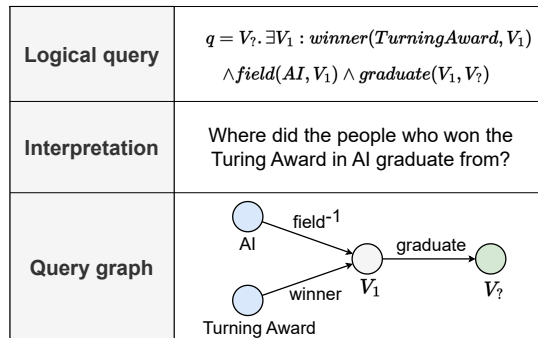 Logical query
q = V?.∃V1 : winner(TurningAward, V1)
∧field(AI, V1) ∧ graduate(V1, V?)
Interpretation
Where did the people who won the
Turing Award in AI graduate from?
Query graph
AI
field-1
winner
Turning Award
V1
graduate
V?